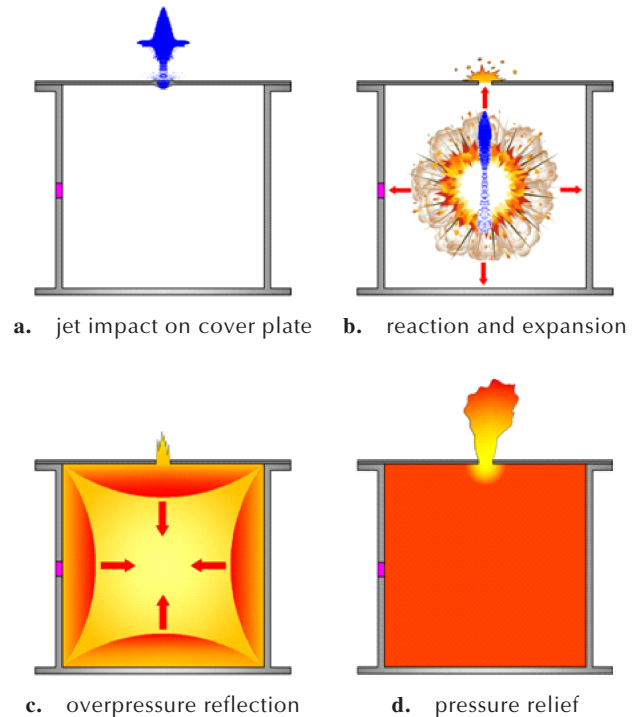 a. jet impact on cover plate
b. reaction and expansion
c. overpressure reflection
d. pressure relief